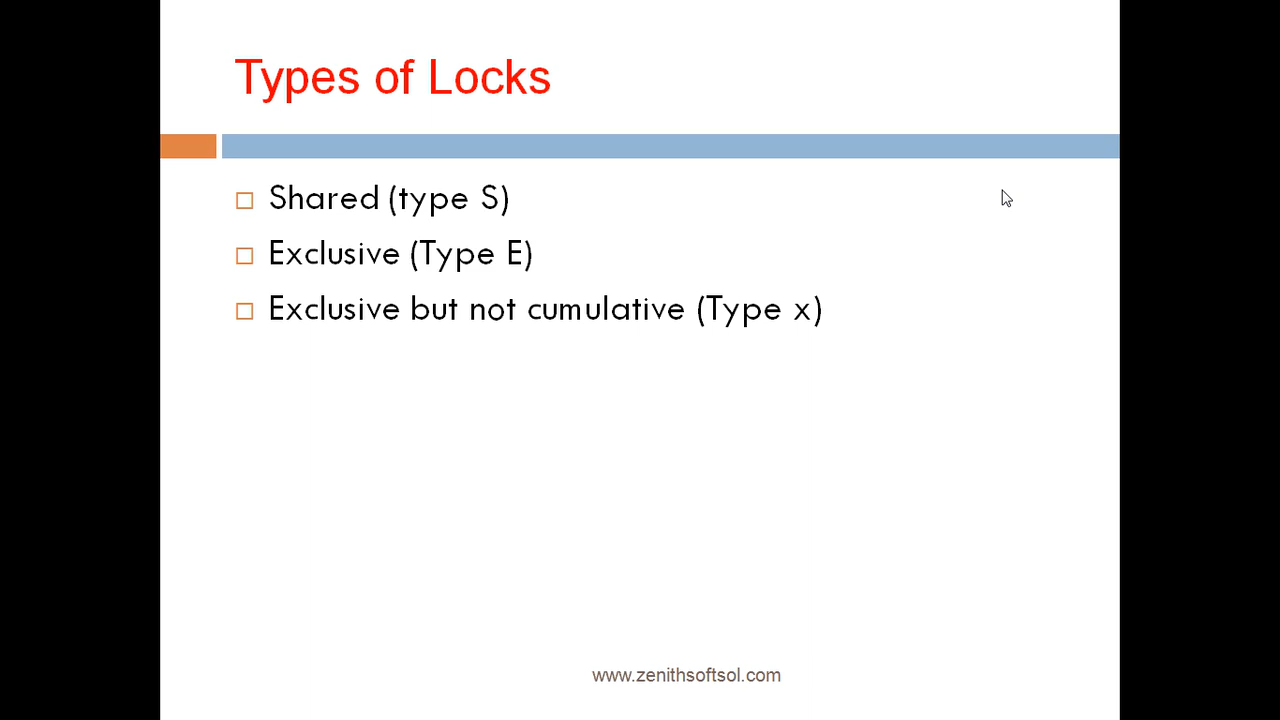 Types of Locks
Shared (type S)
Exclusive (Type E)
Exclusive but not cumulative (Type x)
www.zenithsoftsol.com